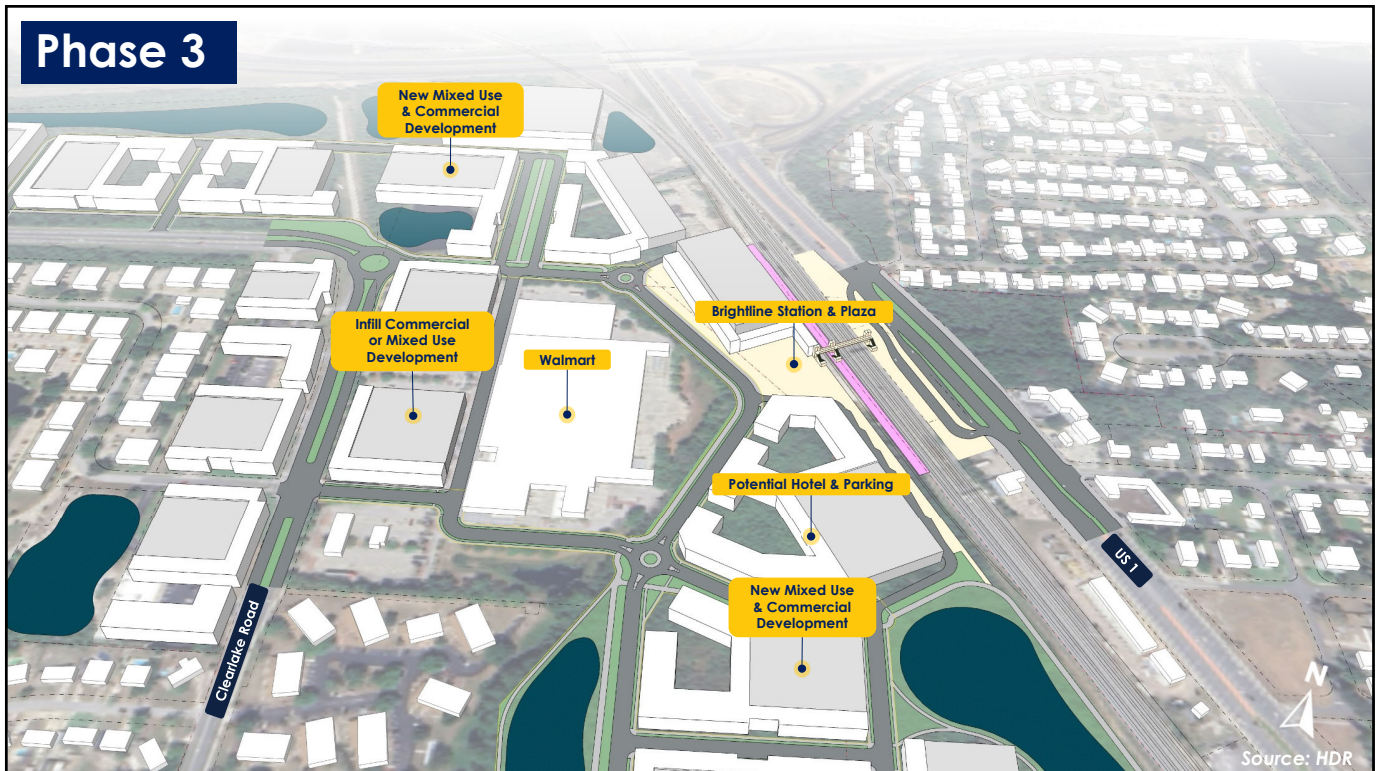 Phase 3
New Mixed Use
& Commercial
Development
Brightline Station & Plaza
Infill Commercial
or Mixed Use
Development
Walmart
Potential Hotel & Parking
US 1
New Mixed Use
& Commercial
Development
Clearlake Road
N
Source: HDR